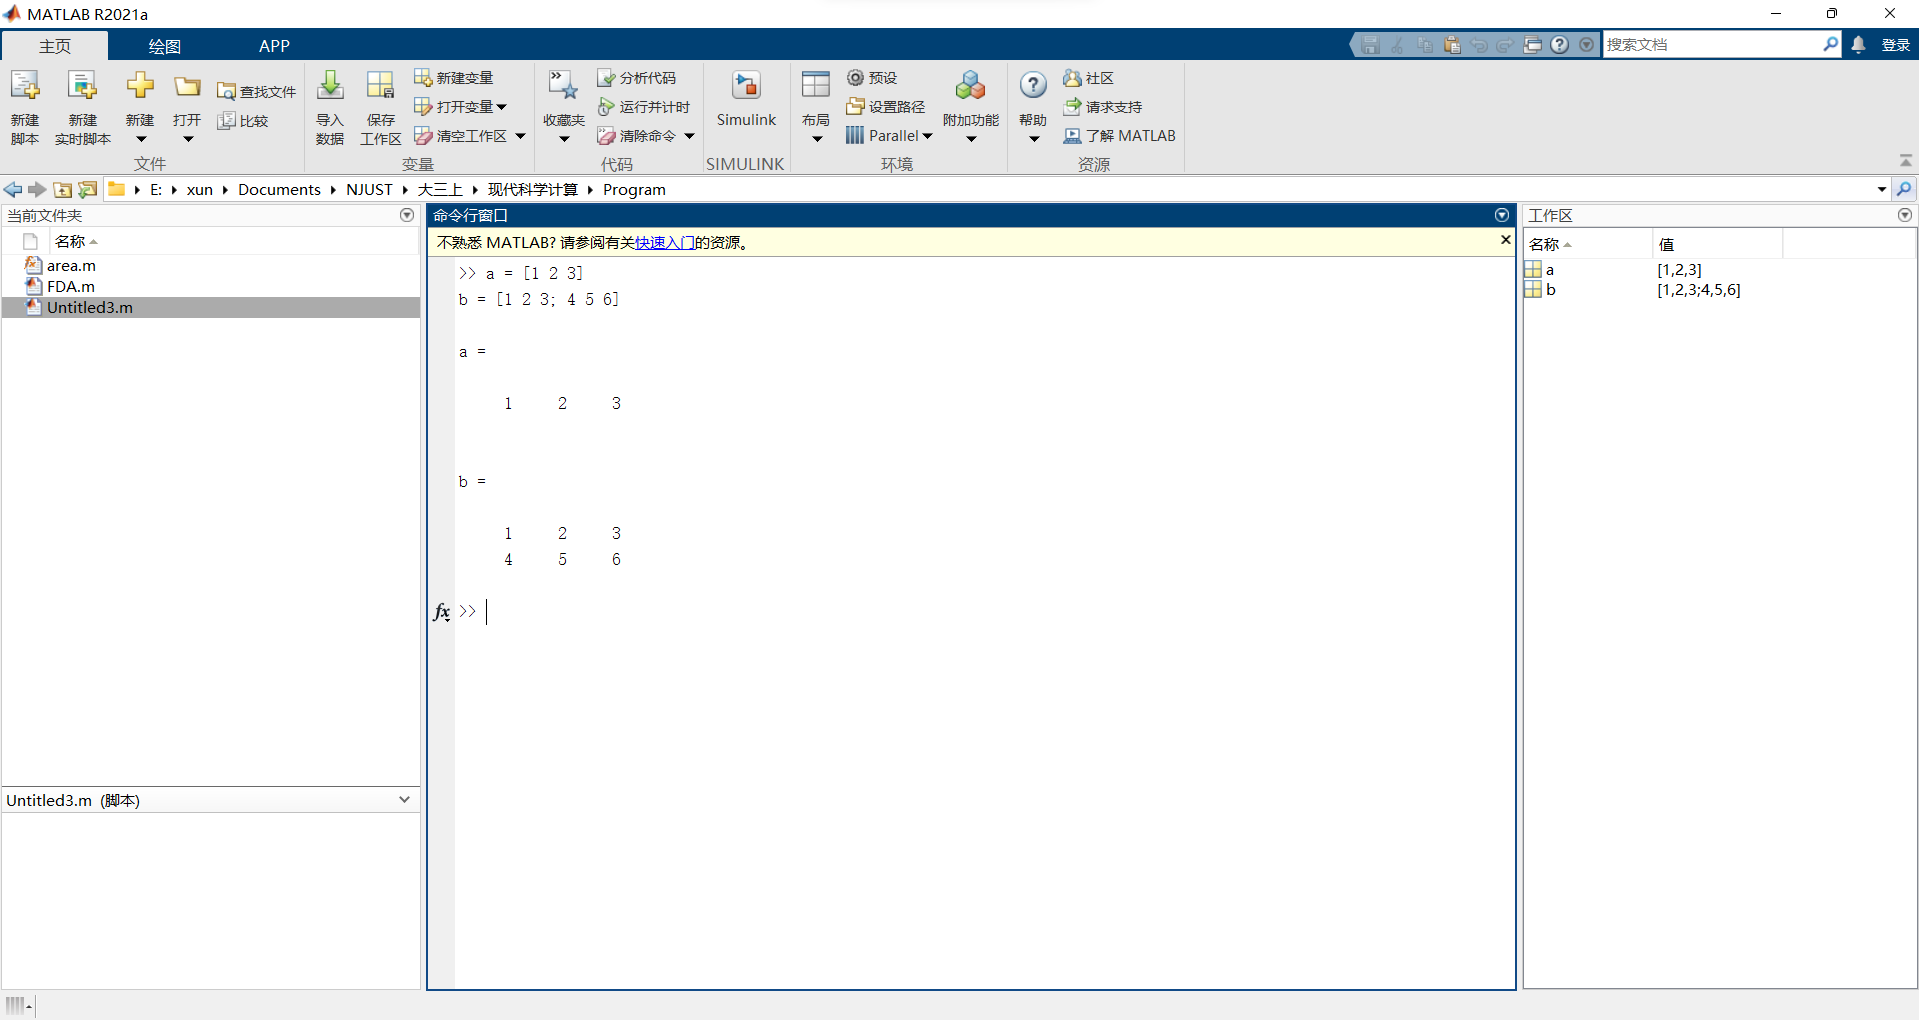 MATLAB R2021a
主页 绘图 APP 搜索文档 登录
新建脚本
新建实时脚本
新建
打开
查找文件
比较
文件
导入数据
保存工作区
新建变量
打开变量
清空工作区
变量
收藏夹
分析代码
运行并计时
清除命令
代码
Simulink
SIMULINK
布局
预设
设置路径
Parallel
附加功能
环境
帮助
社区
请求支持
了解 MATLAB
资源
E: xun Documents NJUST 大三上 现代科学计算 Program
当前文件夹
名称
area.m
FDA.m
Untitled3.m
Untitled3.m (脚本)
命令行窗口
不熟悉 MATLAB? 请参阅有关快速入门的资源。
>> a = [1 2 3]
b = [1 2 3; 4 5 6]
a =
1 2 3
b =
1 2 3
4 5 6
fx >>
工作区
名称 值
a [1,2,3]
b [1,2,3;4,5,6]